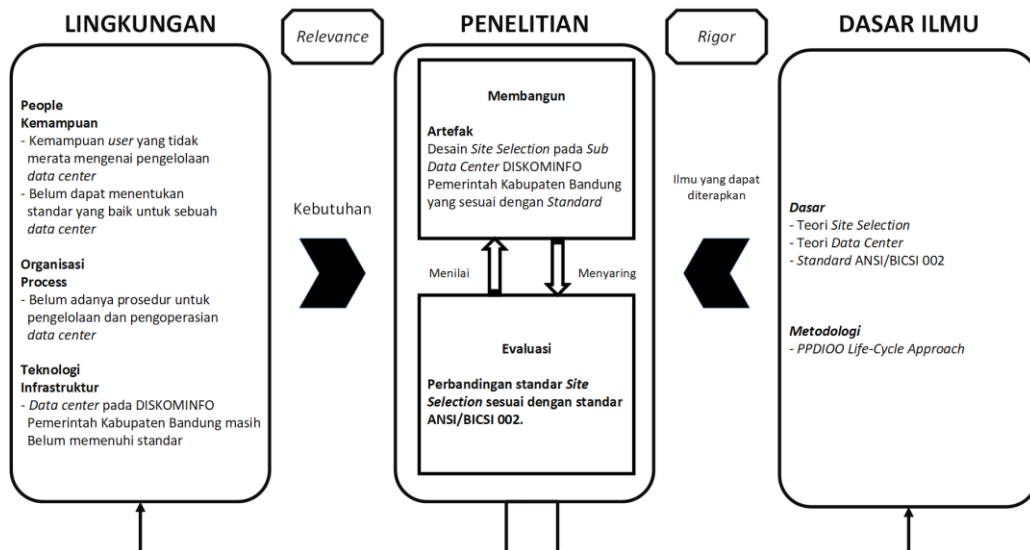 LINGKUNGAN
Relevance
PENELITIAN
Rigor
DASAR ILMU
People
Kemampuan
- Kemampuan user yang tidak
merata mengenai pengelolaan
data center
- Belum dapat menentukan
standar yang baik untuk sebuah
data center
Organisasi
Process
- Belum adanya prosedur untuk
pengelolaan dan pengoperasian
data center
Teknologi
Infrastruktur
- Data center pada DISKOMINFO
Pemerintah Kabupaten Bandung masih
Belum memenuhi standar
Kebutuhan
Membangun
Artefak
Desain Site Selection pada Sub
Data Center DISKOMINFO
Pemerintah Kabupaten Bandung
yang sesuai dengan Standard
Menilai
Menyaring
Evaluasi
Perbandingan standar Site
Selection sesuai dengan standar
ANSI/BICSI 002.
Ilmu yang dapat
diterapkan
Dasar
- Teori Site Selection
- Teori Data Center
- Standard ANSI/BICSI 002
Metodologi
- PPDIOO Life-Cycle Approach